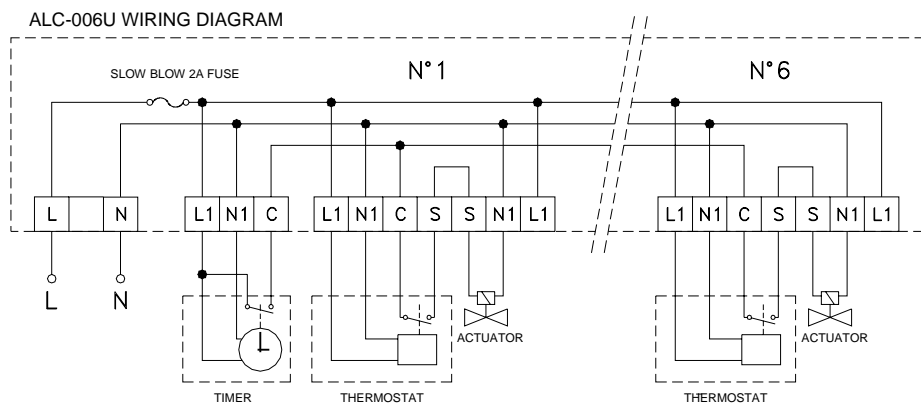 ALC-006U WIRING DIAGRAM
SLOW BLOW 2A FUSE
N°1
N°6
L N L1 N1 C L1 N1 C S S N1 L1 L1 N1 C S S N1 L1
L N
ACTUATOR ACTUATOR
TIMER THERMOSTAT THERMOSTAT